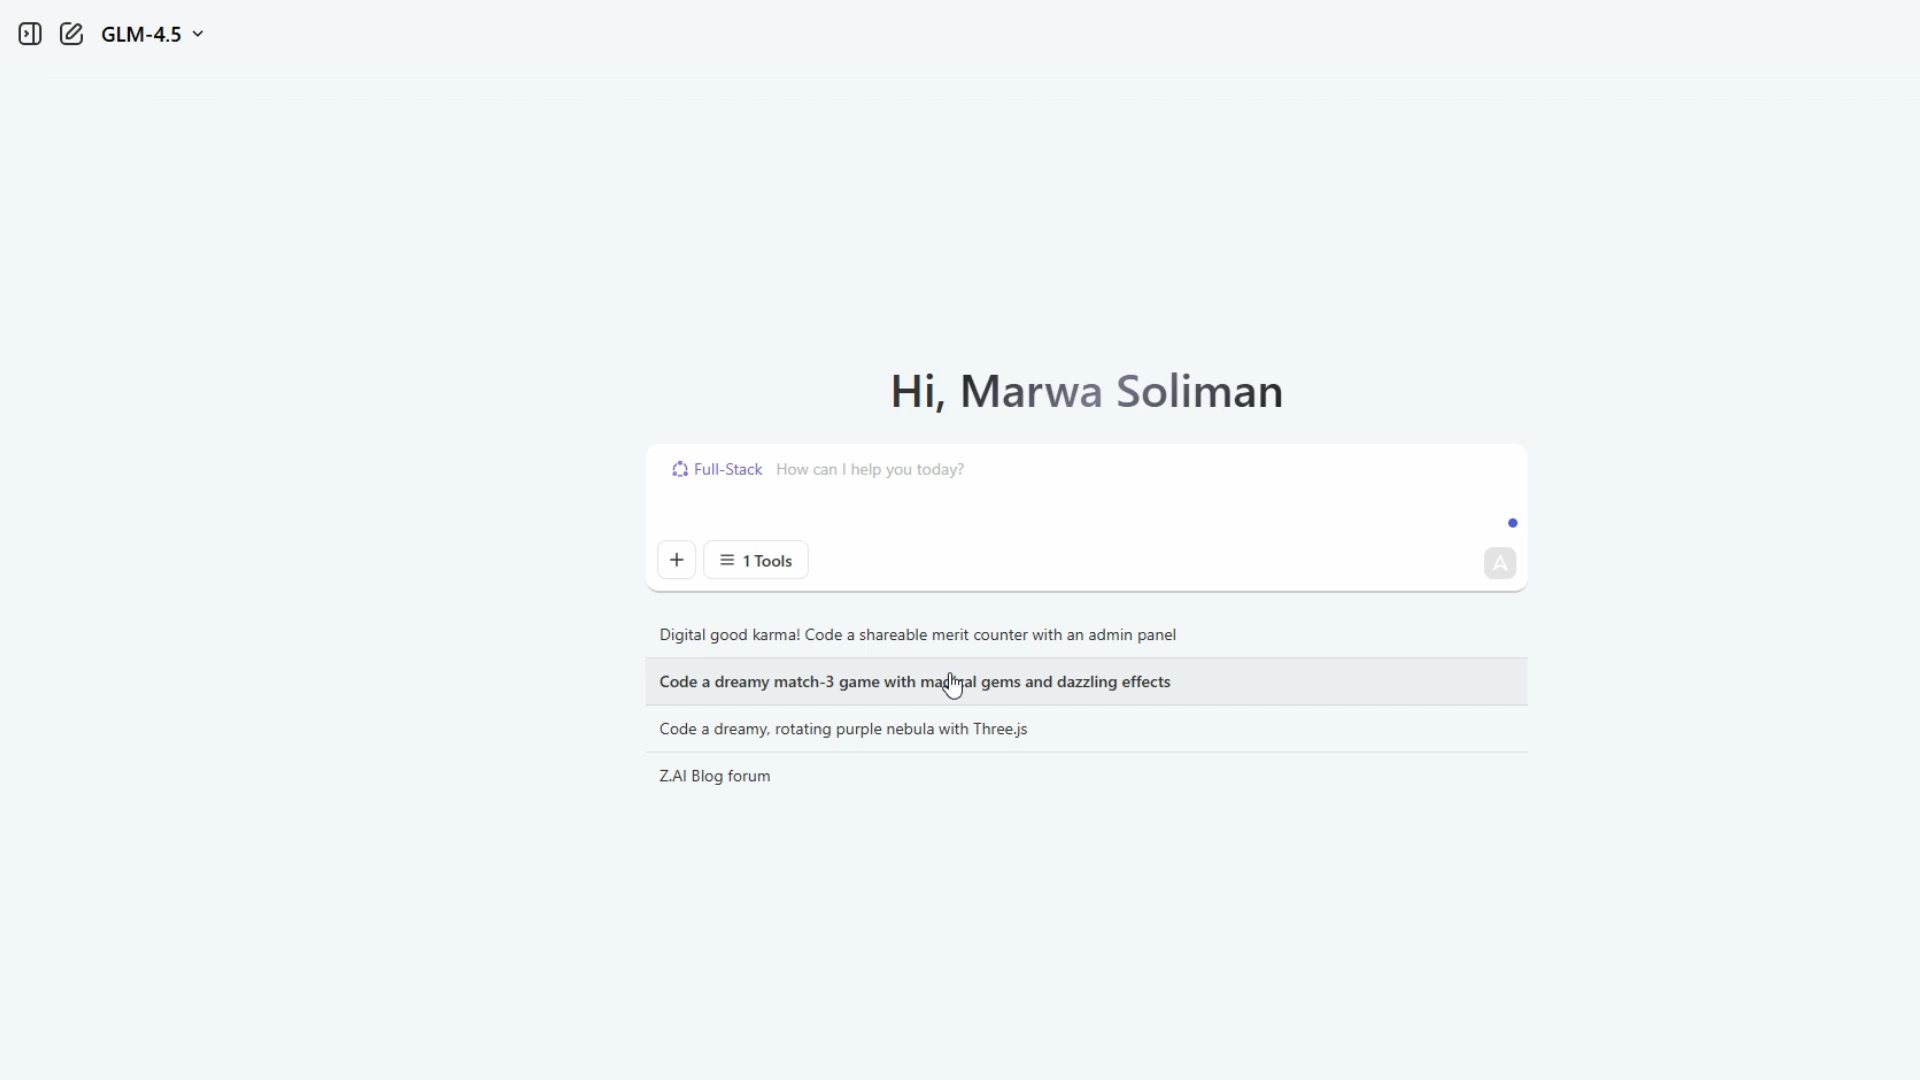 GLM-4.5
Hi, Marwa Soliman
Full-Stack How can I help you today?
1 Tools
Digital good karma! Code a shareable merit counter with an admin panel
Code a dreamy match-3 game with gems and dazzling effects
Code a dreamy, rotating purple nebula with Three.js
Z.AI Blog forum